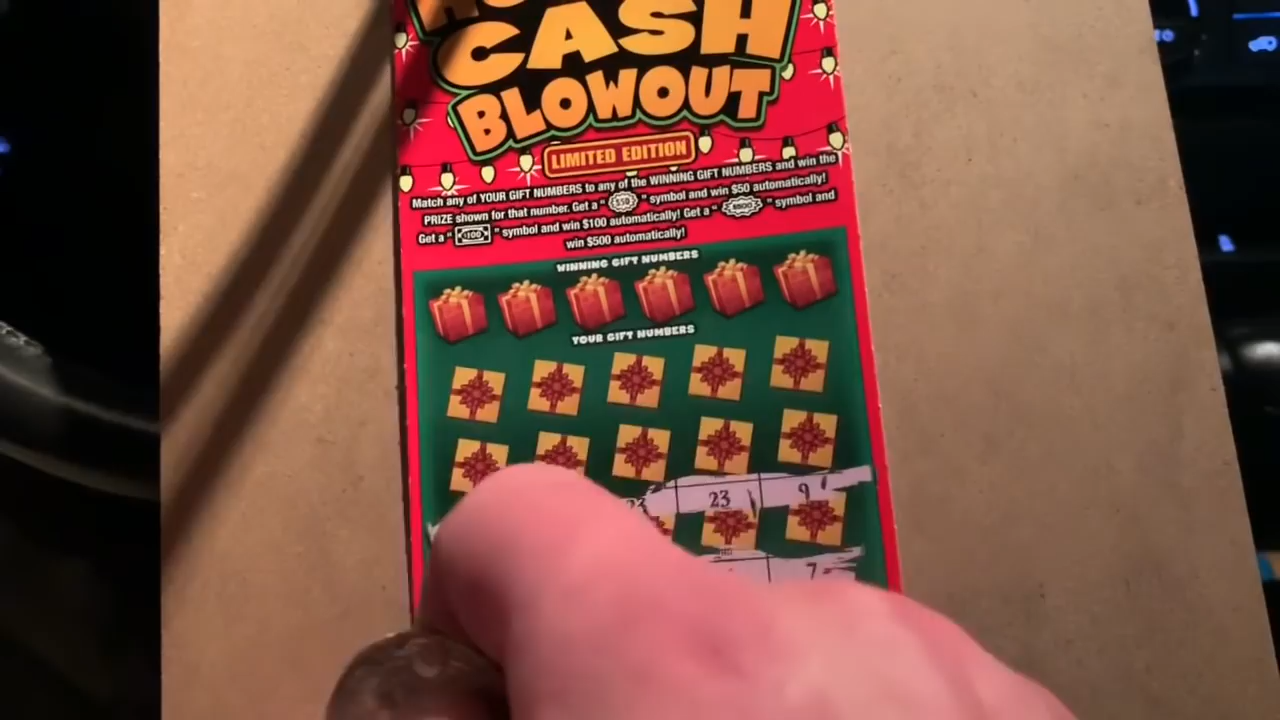 CASH
BLOWOUT
LIMITED EDITION
Match any of YOUR GIFT NUMBERS to any of the WINNING GIFT NUMBERS and win the
PRIZE shown for that number. Get a " $50 " symbol and win $50 automatically!
Get a " $100 " symbol and win $100 automatically! Get a " $500 " symbol and
win $500 automatically!
WINNING GIFT NUMBERS
YOUR GIFT NUMBERS
23 23 9
7